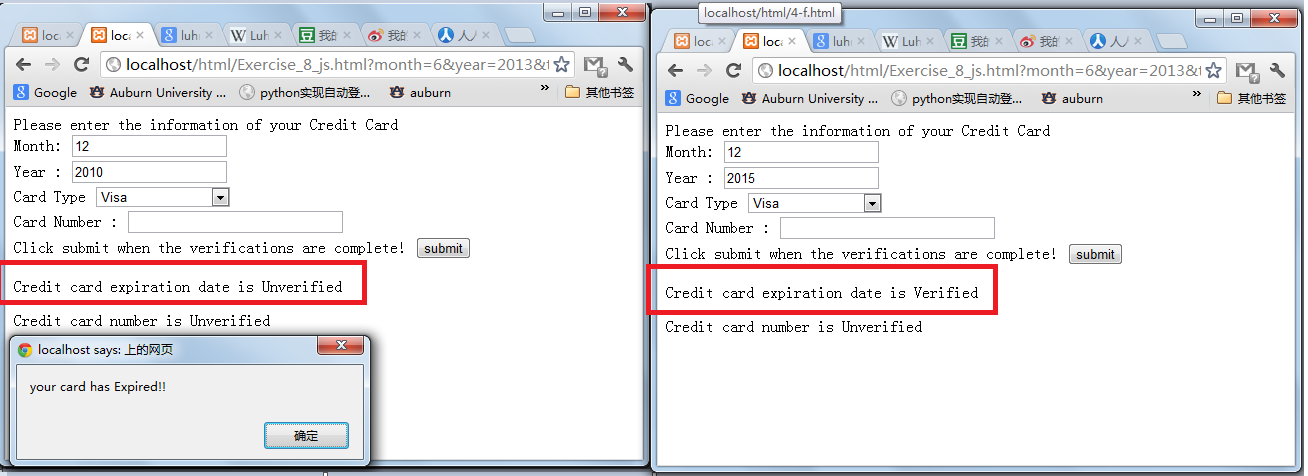 loca
loca
luhn
W Luh
我的
我的
人人
localhost/html/Exercise_8_js.html?month=6&year=2013&t
Google
Auburn University ...
python实现自动登...
auburn
»
其他书签
Please enter the information of your Credit Card
Month: 12
Year : 2010
Card Type Visa
Card Number :
Click submit when the verifications are complete! submit
Credit card expiration date is Unverified
Credit card number is Unverified
localhost says: 上的网页
your card has Expired!!
确定
localhost/html/4-f.html
loca
loca
luhn
W Luh
我的
我的
人人
localhost/html/Exercise_8_js.html?month=6&year=2013&t
Google
Auburn University ...
python实现自动登...
auburn
»
其他书签
Please enter the information of your Credit Card
Month: 12
Year : 2015
Card Type Visa
Card Number :
Click submit when the verifications are complete! submit
Credit card expiration date is Verified
Credit card number is Unverified